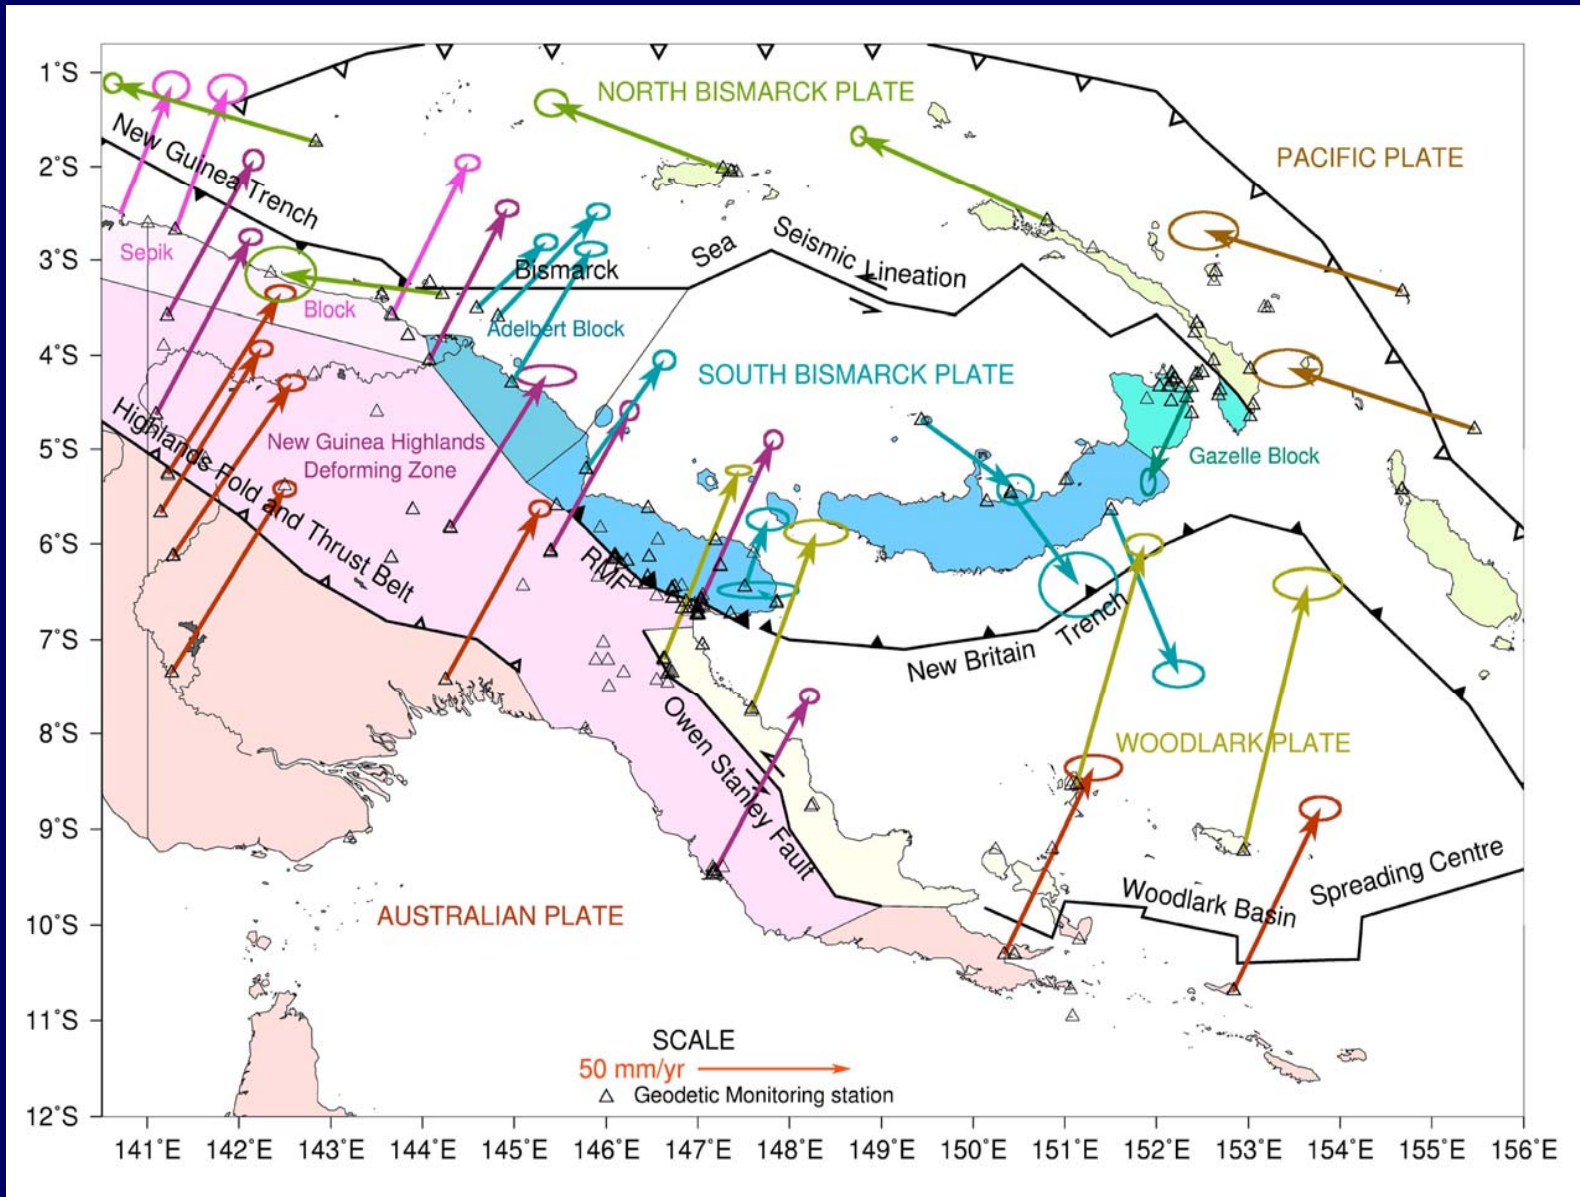 1°S
2°S
3°S
4°S
5°S
6°S
7°S
8°S
9°S
10°S
11°S
12°S
NORTH BISMARCK PLATE
PACIFIC PLATE
New Guinea Trench
Sepik
Block
Bismarck
Sea
Seismic Lineation
Adelbert Block
SOUTH BISMARCK PLATE
New Guinea Highlands
Deforming Zone
Gazelle Block
Highlands Fold and Thrust Belt
RMF
New Britain
Trench
Owen Stanley Fault
WOODLARK PLATE
Woodlark Basin
Spreading Centre
AUSTRALIAN PLATE
SCALE
50 mm/yr
Geodetic Monitoring station
141°E 142°E 143°E 144°E 145°E 146°E 147°E 148°E 149°E 150°E 151°E 152°E 153°E 154°E 155°E 156°E